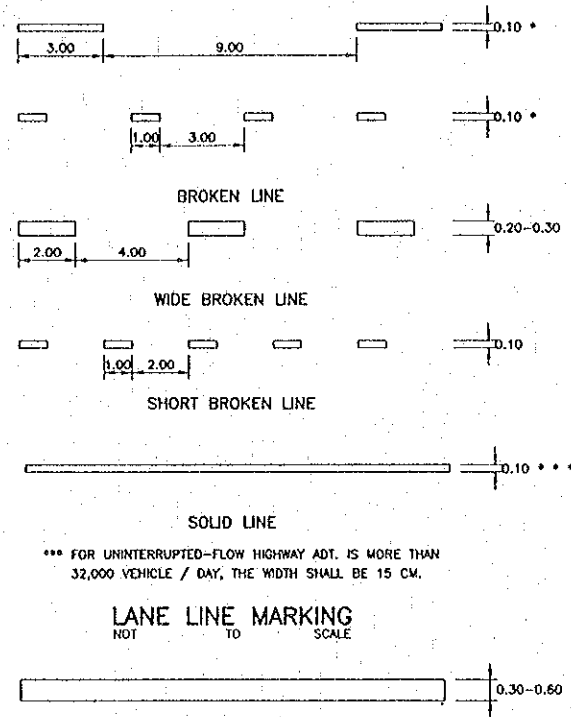 0.10 *
3.00 9.00
0.10 *
1.00 3.00
BROKEN LINE
0.20-0.30
2.00 4.00
WIDE BROKEN LINE
0.10
1.00 2.00
SHORT BROKEN LINE
0.10 * * *
SOLID LINE
*** FOR UNINTERRUPTED-FLOW HIGHWAY ADT. IS MORE THAN
32,000 VEHICLE / DAY, THE WIDTH SHALL BE 15 CM.
LANE LINE MARKING
NOT TO SCALE
0.30-0.60